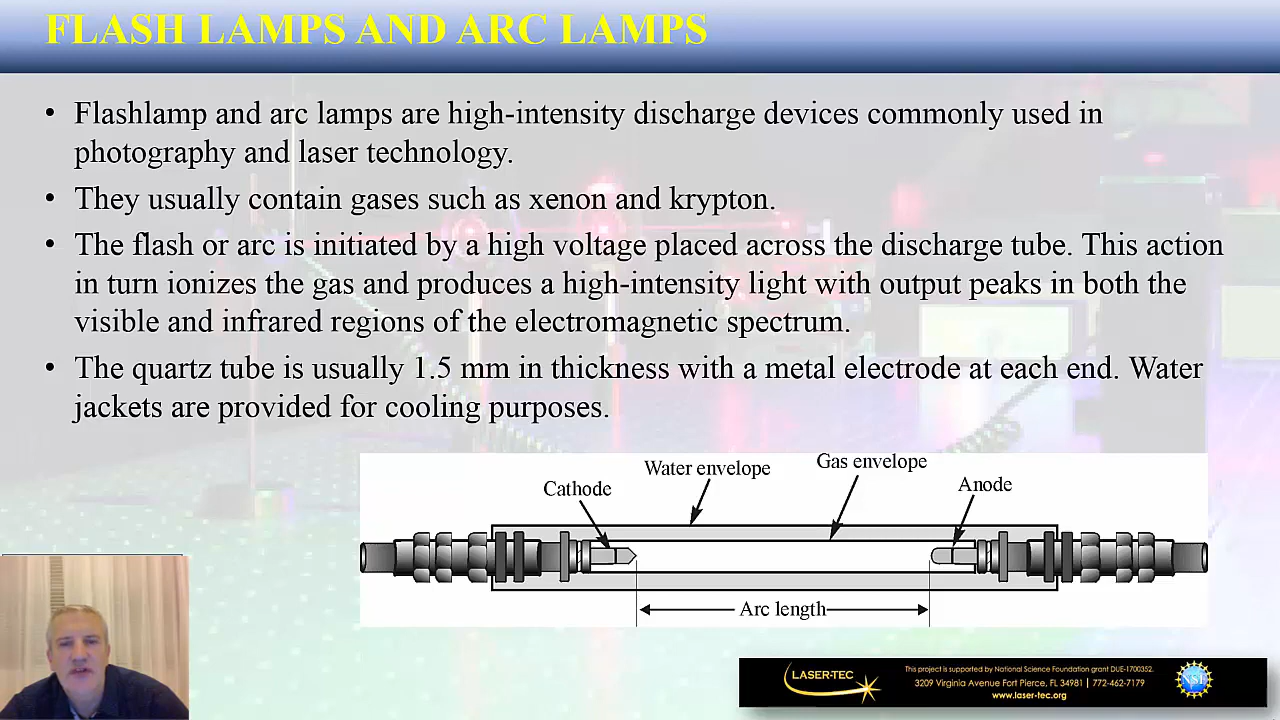 FLASH LAMPS AND ARC LAMPS
• Flashlamp and arc lamps are high-intensity discharge devices commonly used in
photography and laser technology.
• They usually contain gases such as xenon and krypton.
• The flash or arc is initiated by a high voltage placed across the discharge tube. This action
in turn ionizes the gas and produces a high-intensity light with output peaks in both the
visible and infrared regions of the electromagnetic spectrum.
• The quartz tube is usually 1.5 mm in thickness with a metal electrode at each end. Water
jackets are provided for cooling purposes.
Water envelope
Gas envelope
Cathode
Anode
Arc length
LASER-TEC
This project is supported by National Science Foundation grant DUE-1700352.
3209 Virginia Avenue Fort Pierce, FL 34981 | 772-462-7179
www.laser-tec.org
NSF